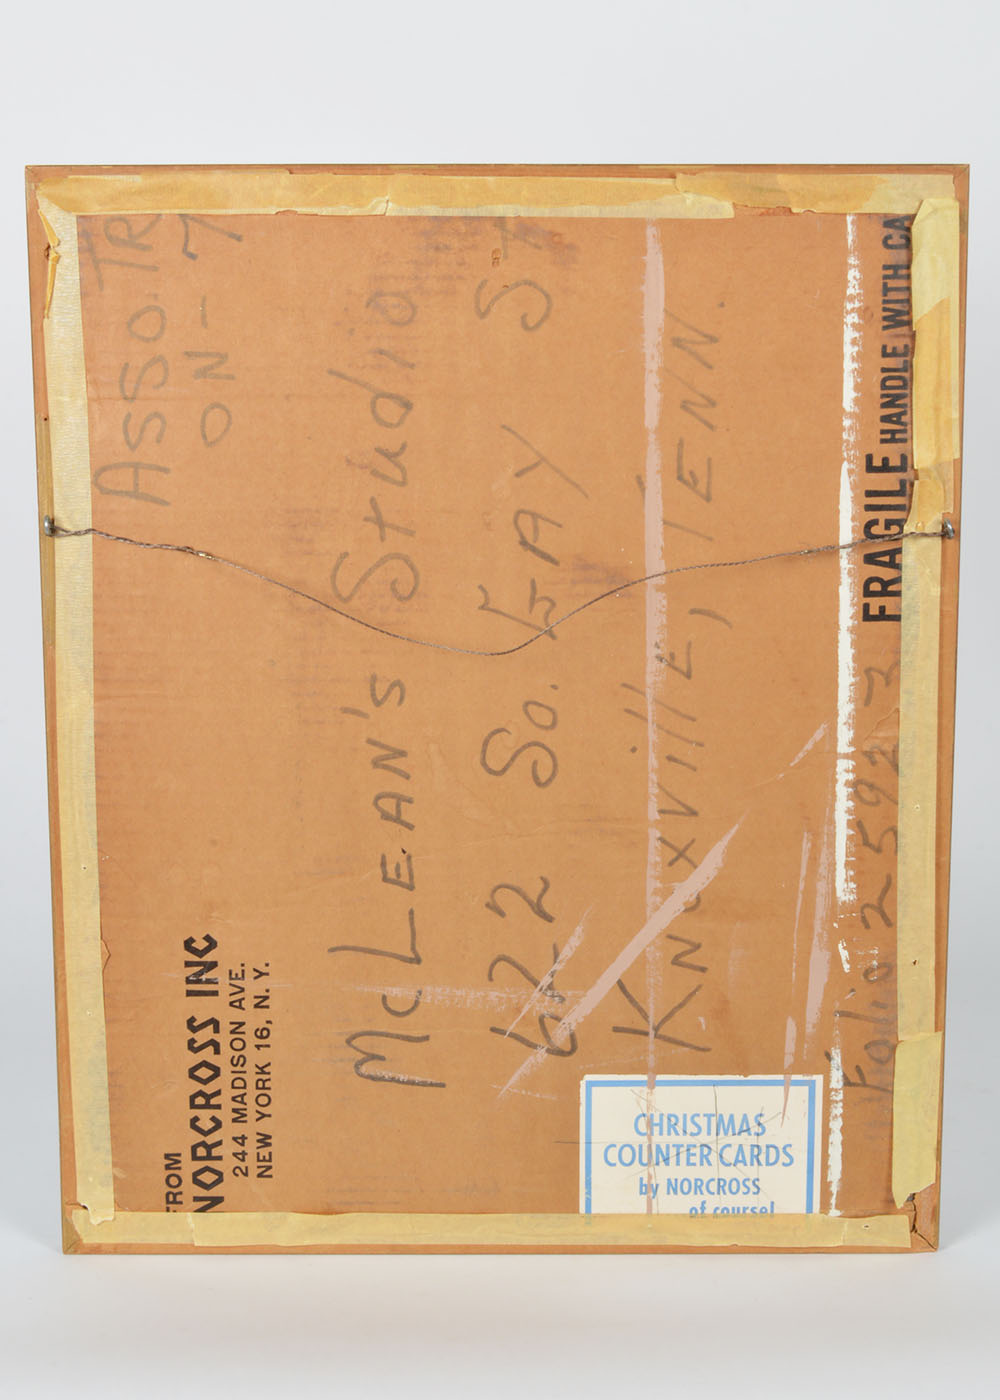 ASSO. TR
ON-7
FROM
NORCROSS INC
244 MADISON AVE.
NEW YORK 16, N. Y.
McLEAN's Studio
622 So. GAY St
Knoxville, TENN.
FRAGILE HANDLE WITH CA
Folio 25927
CHRISTMAS
COUNTER CARDS
by NORCROSS
of course!